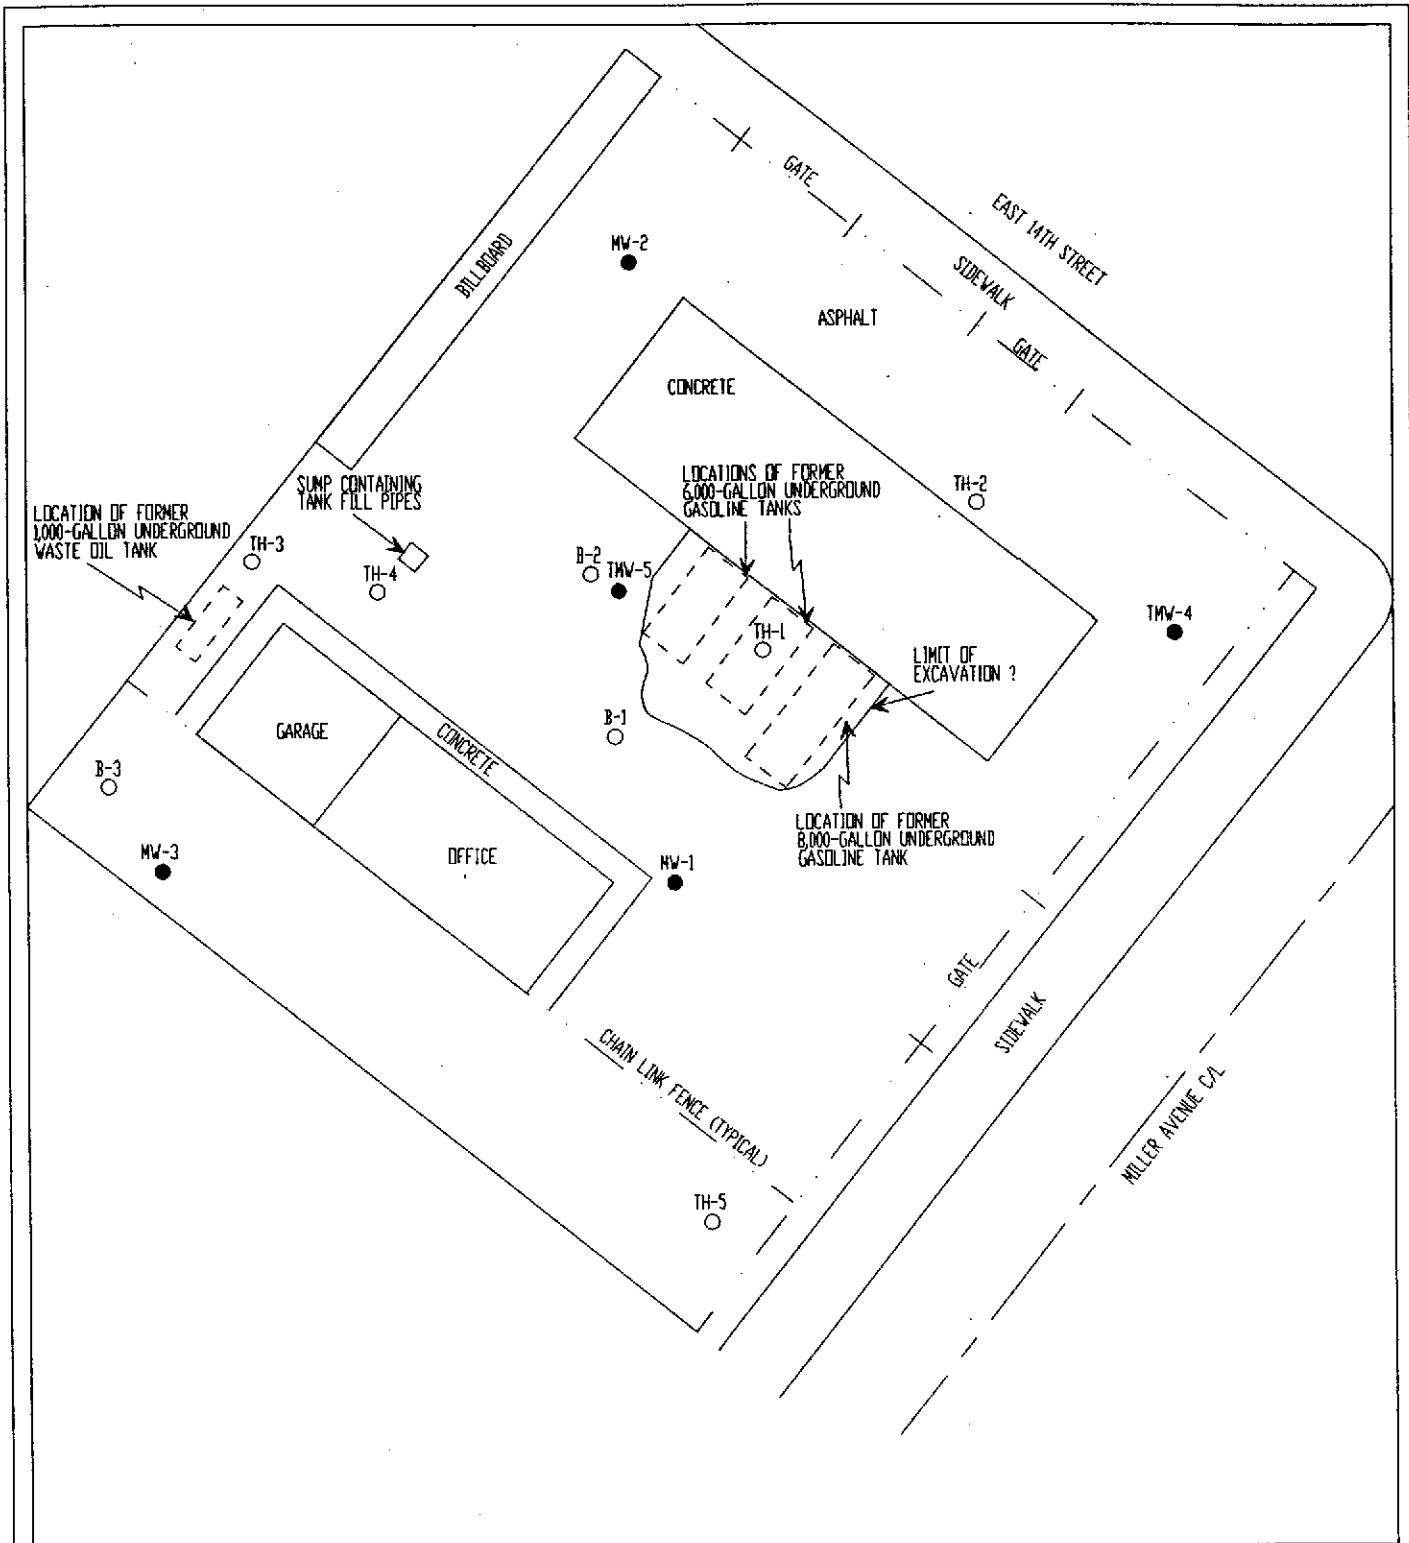 GATE
EAST 14TH STREET
BILLBOARD
MW-2
SIDEWALK
ASPHALT
GATE
CONCRETE
LOCATIONS OF FORMER
6,000-GALLON UNDERGROUND
GASOLINE TANKS
TH-2
SUMP CONTAINING
TANK FILL PIPES
LOCATION OF FORMER
1,000-GALLON UNDERGROUND
WASTE OIL TANK
TH-3
TH-4
B-2
TMW-5
TH-1
TMW-4
LIMIT OF
EXCAVATION ?
B-1
GARAGE
CONCRETE
B-3
LOCATION OF FORMER
8,000-GALLON UNDERGROUND
GASOLINE TANK
MW-3
OFFICE
MW-1
GATE
SIDEWALK
CHAIN LINK FENCE (TYPICAL)
MILLER AVENUE C/L
TH-5